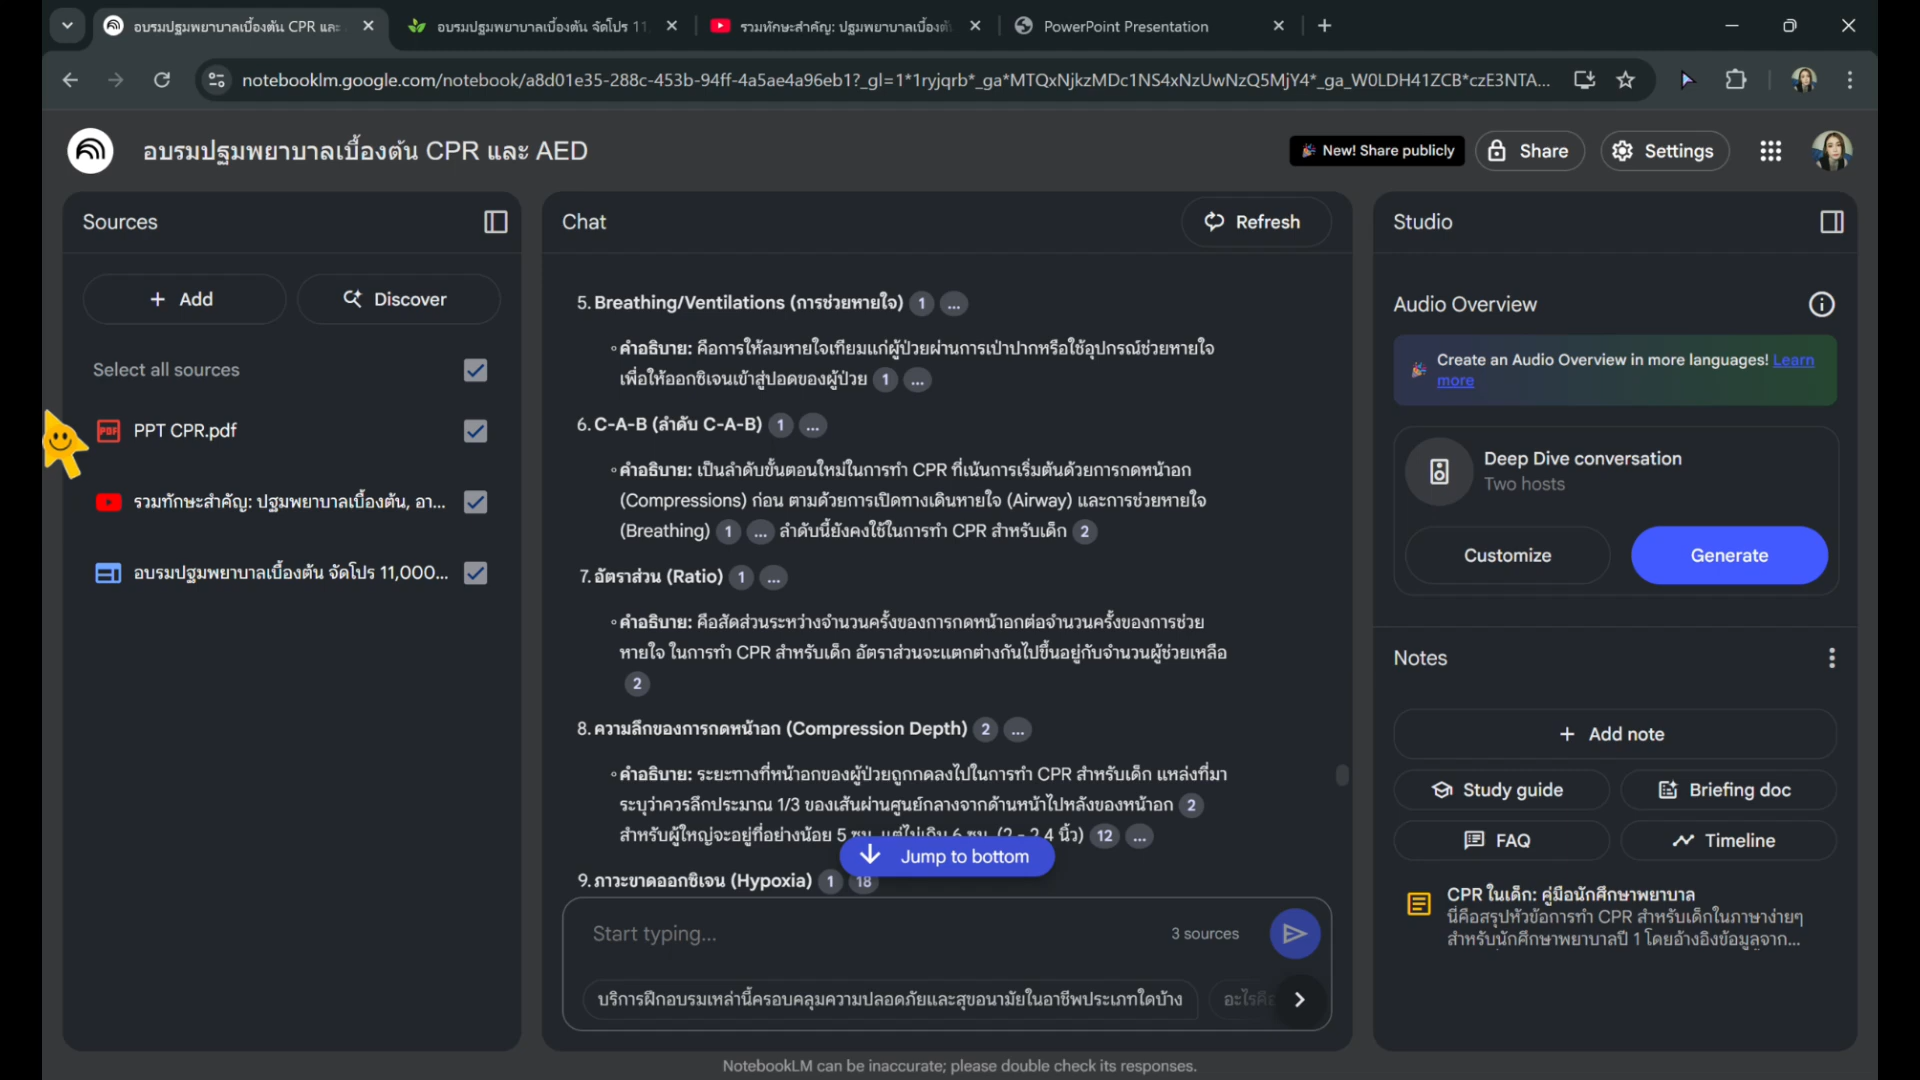 อบรมปฐมพยาบาลเบื้องต้น CPR และ
อบรมปฐมพยาบาลเบื้องต้น จัดโปร 11
รวมทักษะสำคัญ: ปฐมพยาบาลเบื้องต้
PowerPoint Presentation
notebooklm.google.com/notebook/a8d01e35-288c-453b-94ff-4a5ae4a96eb1?_gl=1*1ryjqrb*_ga*MTQxNjkzMDc1NS4xNzUwNzQ5MjY4*_ga_W0LDH41ZCB*czE3NTA...
อบรมปฐมพยาบาลเบื้องต้น CPR และ AED
New! Share publicly
Share
Settings
Sources
Add
Discover
Select all sources
PPT CPR.pdf
รวมทักษะสำคัญ: ปฐมพยาบาลเบื้องต้น, อา...
อบรมปฐมพยาบาลเบื้องต้น จัดโปร 11,000...
Chat
Refresh
5. Breathing/Ventilations (การช่วยหายใจ) 1 ...
คำอธิบาย: คือการให้ลมหายใจเทียมแก่ผู้ป่วยผ่านการเป่าปากหรือใช้อุปกรณ์ช่วยหายใจ
เพื่อให้ออกซิเจนเข้าสู่ปอดของผู้ป่วย 1 ...
6. C-A-B (ลำดับ C-A-B) 1 ...
คำอธิบาย: เป็นลำดับขั้นตอนใหม่ในการทำ CPR ที่เน้นการเริ่มต้นด้วยการกดหน้าอก
(Compressions) ก่อน ตามด้วยการเปิดทางเดินหายใจ (Airway) และการช่วยหายใจ
(Breathing) 1 ... ลำดับนี้ยังคงใช้ในการทำ CPR สำหรับเด็ก 2
7. อัตราส่วน (Ratio) 1 ...
คำอธิบาย: คือสัดส่วนระหว่างจำนวนครั้งของการกดหน้าอกต่อจำนวนครั้งของการช่วย
หายใจ ในการทำ CPR สำหรับเด็ก อัตราส่วนจะแตกต่างกันไปขึ้นอยู่กับจำนวนผู้ช่วยเหลือ
2
8. ความลึกของการกดหน้าอก (Compression Depth) 2 ...
คำอธิบาย: ระยะทางที่หน้าอกของผู้ป่วยถูกกดลงไปในการทำ CPR สำหรับเด็ก แหล่งที่มา
ระบุว่าควรลึกประมาณ 1/3 ของเส้นผ่านศูนย์กลางจากด้านหน้าไปหลังของหน้าอก 2
สำหรับผู้ใหญ่จะอยู่ที่อย่างน้อย 5 ซม. แต่ไม่เกิน 6 ซม. (2 - 2.4 นิ้ว) 12 ...
Jump to bottom
9. ภาวะขาดออกซิเจน (Hypoxia) 1 18
Start typing...
3 sources
บริการฝึกอบรมเหล่านี้ครอบคลุมความปลอดภัยและสุขอนามัยในอาชีพประเภทใดบ้าง
อะไรคือ
NotebookLM can be inaccurate; please double check its responses.
Studio
Audio Overview
Create an Audio Overview in more languages! Learn
more
Deep Dive conversation
Two hosts
Customize
Generate
Notes
Add note
Study guide
Briefing doc
FAQ
Timeline
CPR ในเด็ก: คู่มือนักศึกษาพยาบาล
นี่คือสรุปหัวข้อการทำ CPR สำหรับเด็กในภาษาง่ายๆ
สำหรับนักศึกษาพยาบาลปี 1 โดยอ้างอิงข้อมูลจาก...